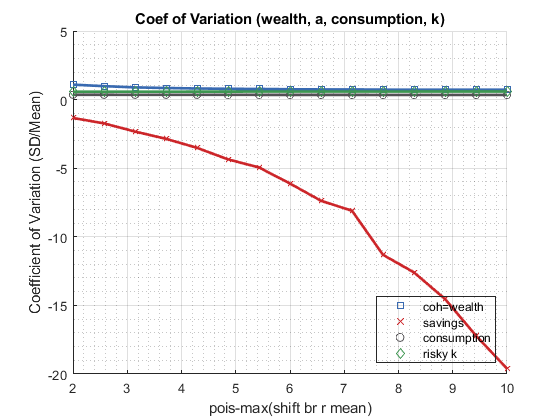 Coef of Variation (wealth, a, consumption, k)
Coefficient of Variation (SD/Mean)
5
0
-5
-10
-15
-20
coh=wealth
savings
consumption
risky k
2 3 4 5 6 7 8 9 10
pois-max(shift br r mean)